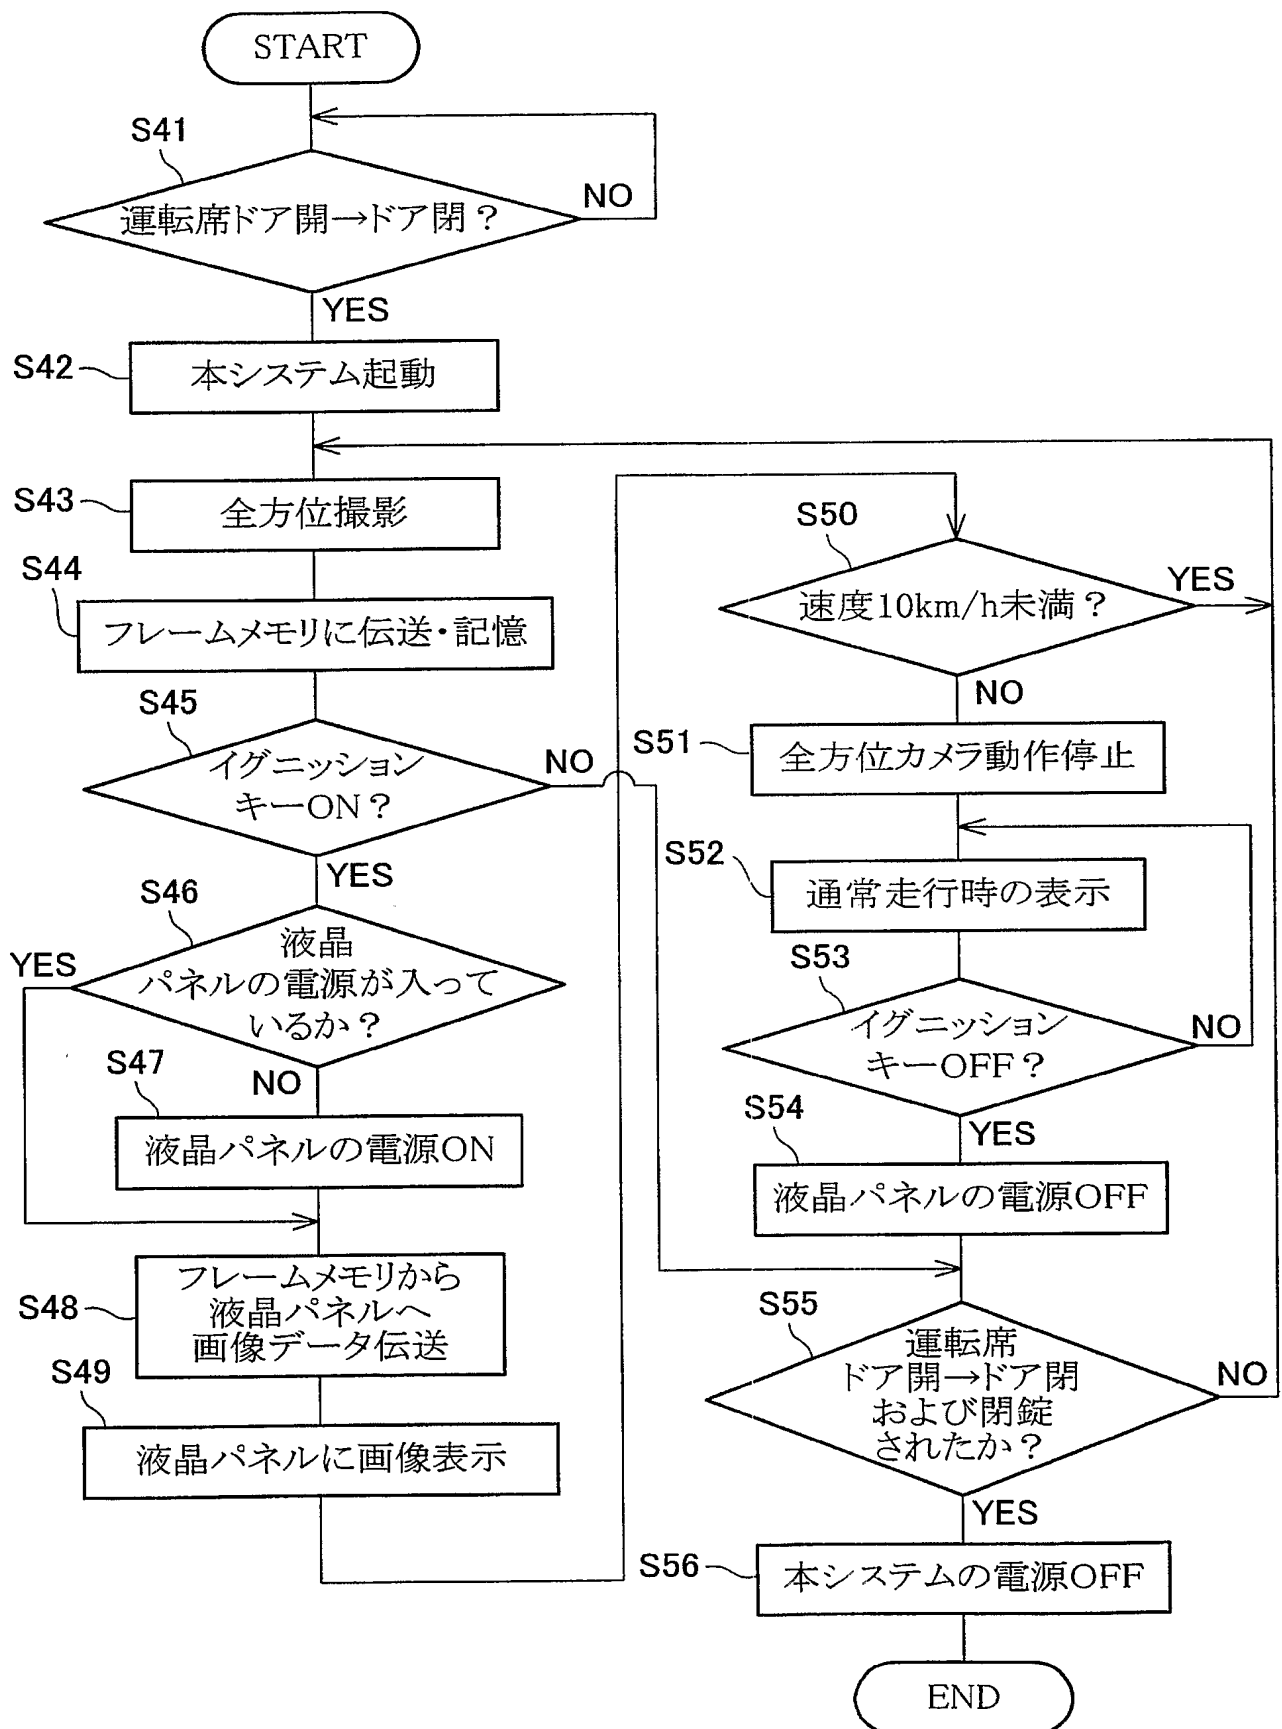 START
S41
運転席ドア開→ドア閉？
NO
YES
S42
本システム起動
S43
全方位撮影
S44
フレームメモリに伝送・記憶
S45
イグニッション
キーON？
NO
YES
S46
液晶
パネルの電源が入って
いるか？
YES
NO
S47
液晶パネルの電源ON
S48
フレームメモリから
液晶パネルへ
画像データ伝送
S49
液晶パネルに画像表示
S50
速度10km/h未満？
YES
NO
S51
全方位カメラ動作停止
S52
通常走行時の表示
S53
イグニッション
キーOFF？
NO
YES
S54
液晶パネルの電源OFF
S55
運転席
ドア開→ドア閉
および閉錠
されたか？
NO
YES
S56
本システムの電源OFF
END